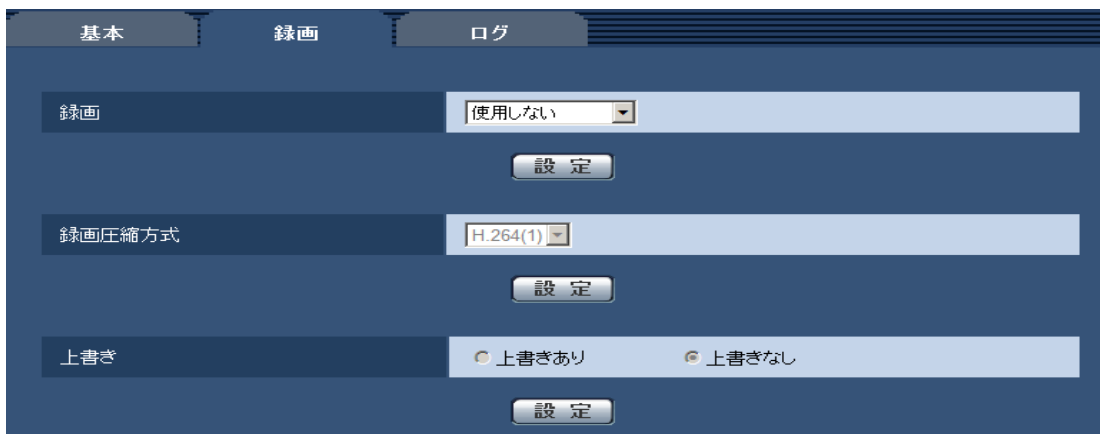 基本 録画 ログ
録画 使用しない
設 定
録画圧縮方式 H.264(1)
設 定
上書き 上書きあり 上書きなし
設 定